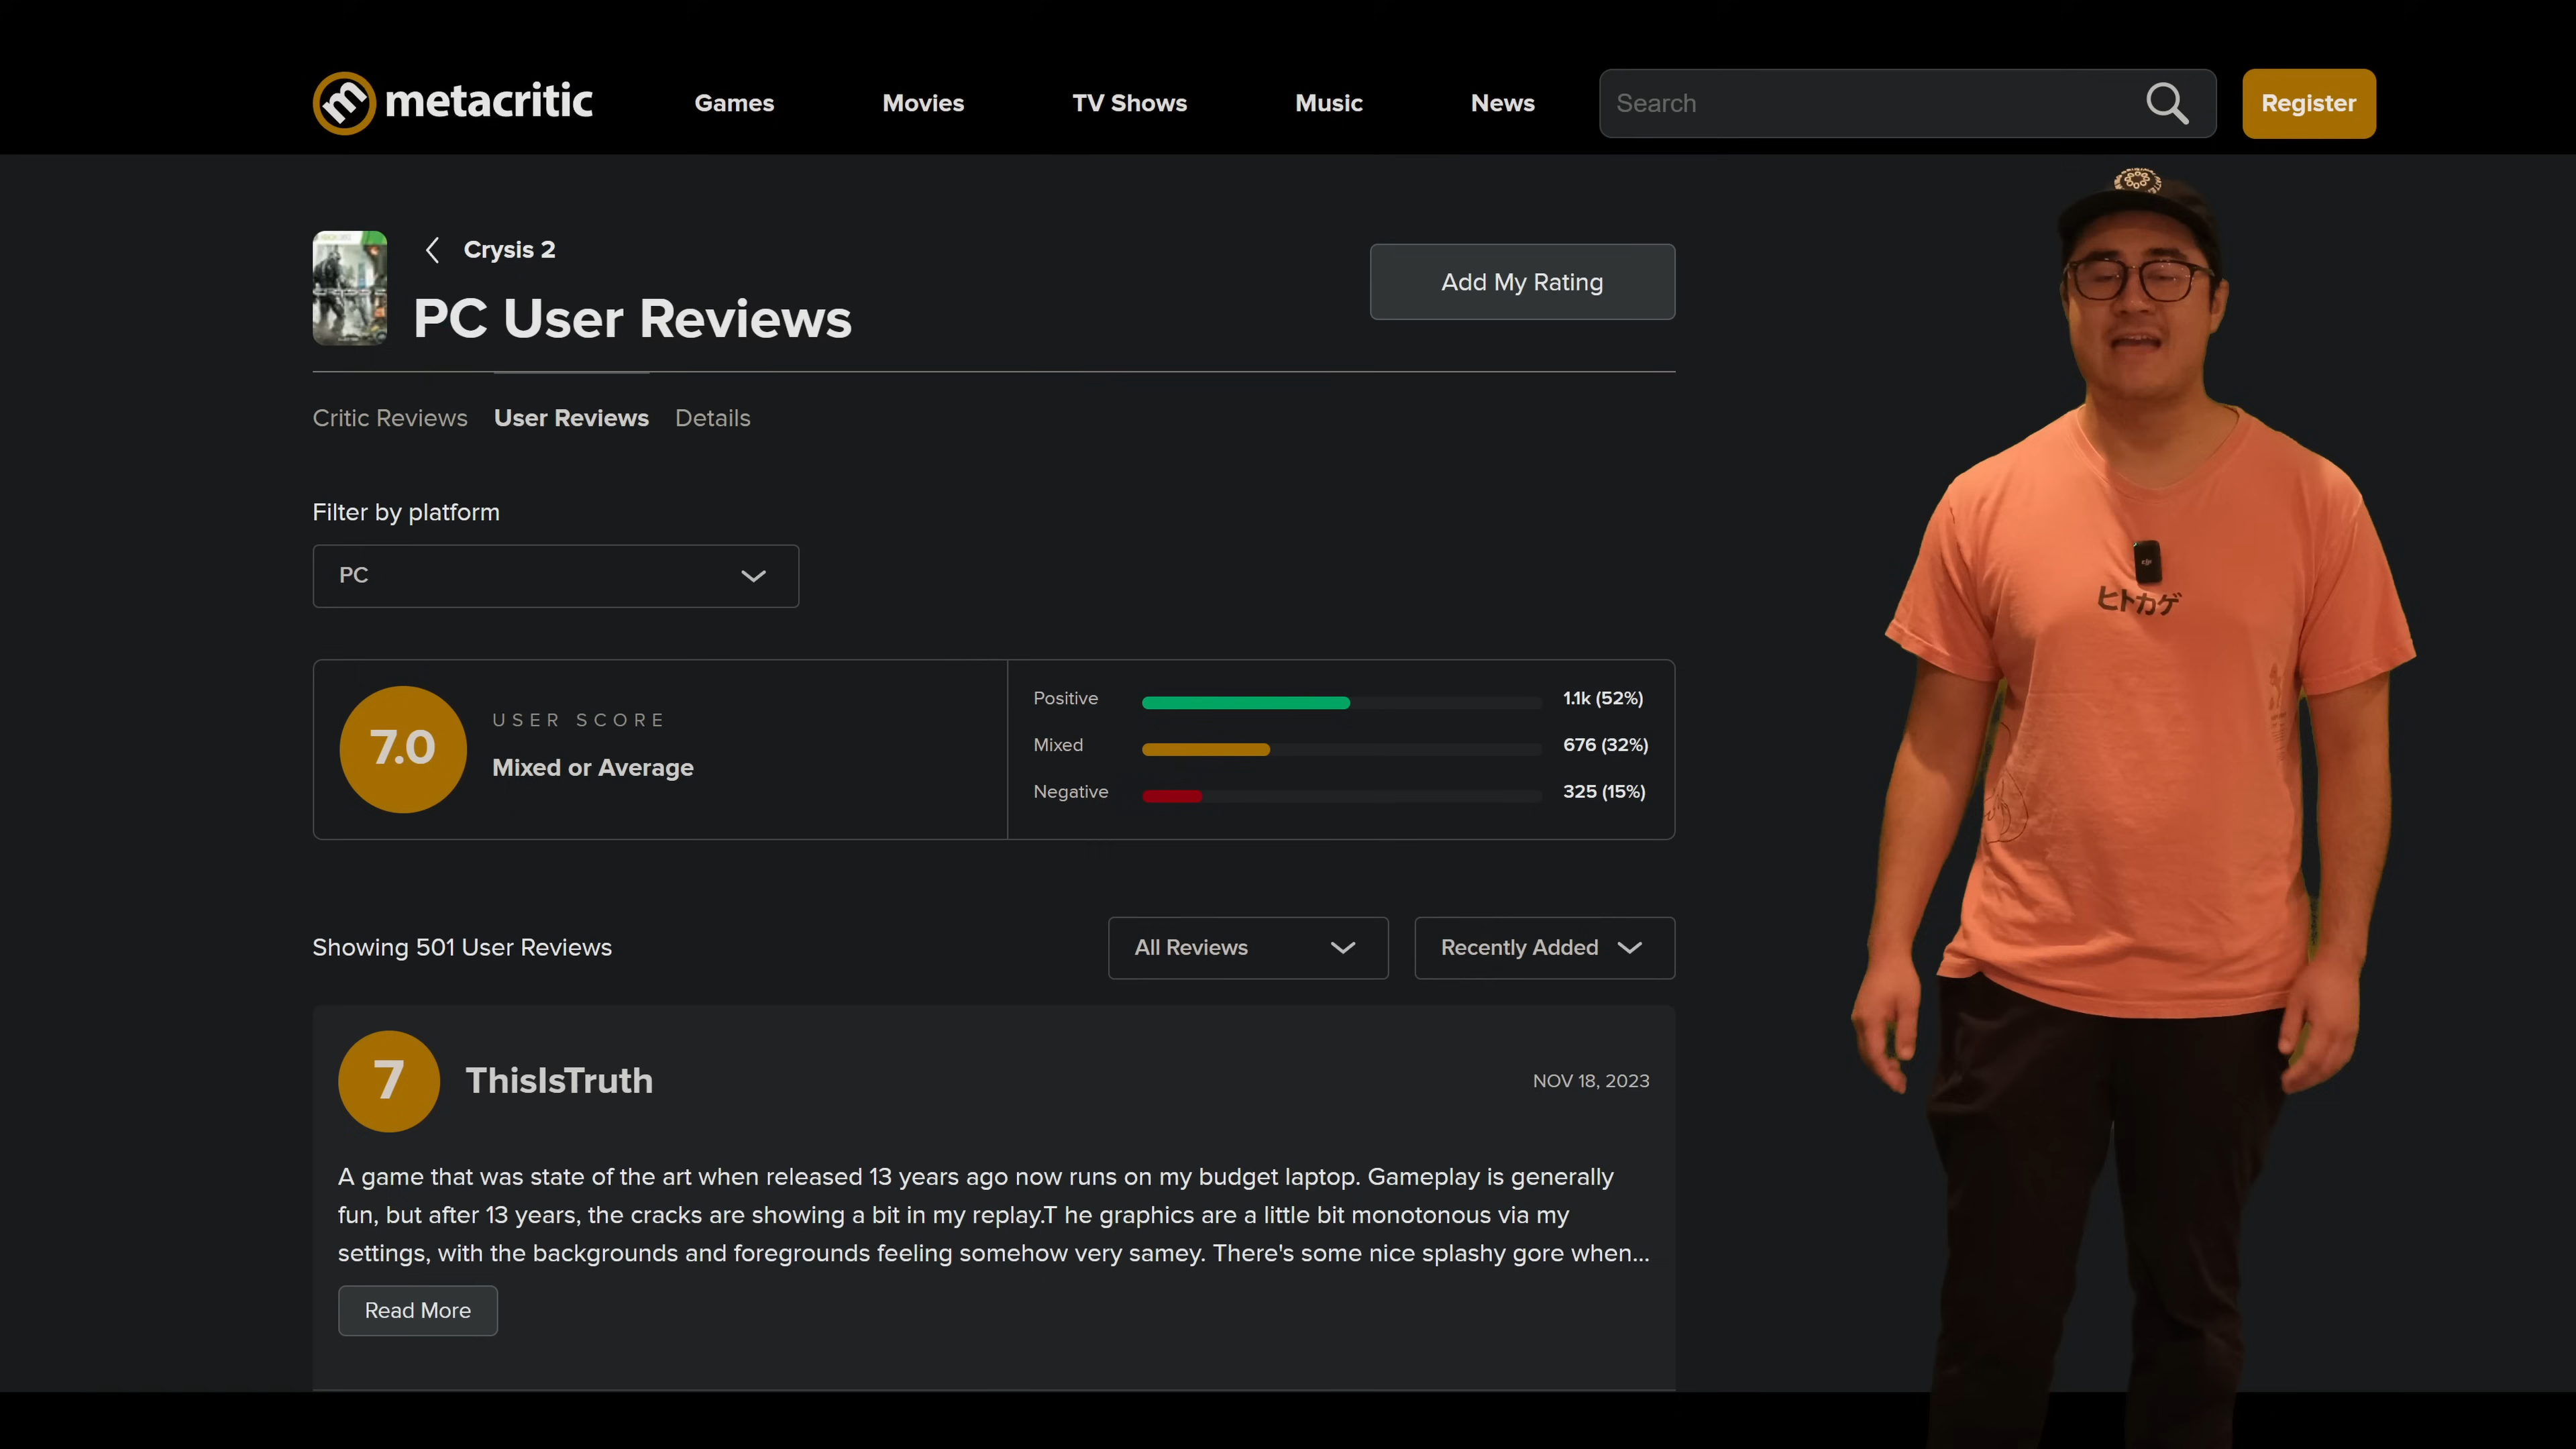 metacritic
Games
Movies
TV Shows
Music
News
Search
Register
Crysis 2
PC User Reviews
Add My Rating
Critic Reviews
User Reviews
Details
Filter by platform
PC
7.0
USER SCORE
Mixed or Average
Positive
1.1k (52%)
Mixed
676 (32%)
Negative
325 (15%)
Showing 501 User Reviews
All Reviews
Recently Added
7
ThisIsTruth
NOV 18, 2023
A game that was state of the art when released 13 years ago now runs on my budget laptop. Gameplay is generally
fun, but after 13 years, the cracks are showing a bit in my replay.T he graphics are a little bit monotonous via my
settings, with the backgrounds and foregrounds feeling somehow very samey. There's some nice splashy gore when...
Read More
ヒトカゲ